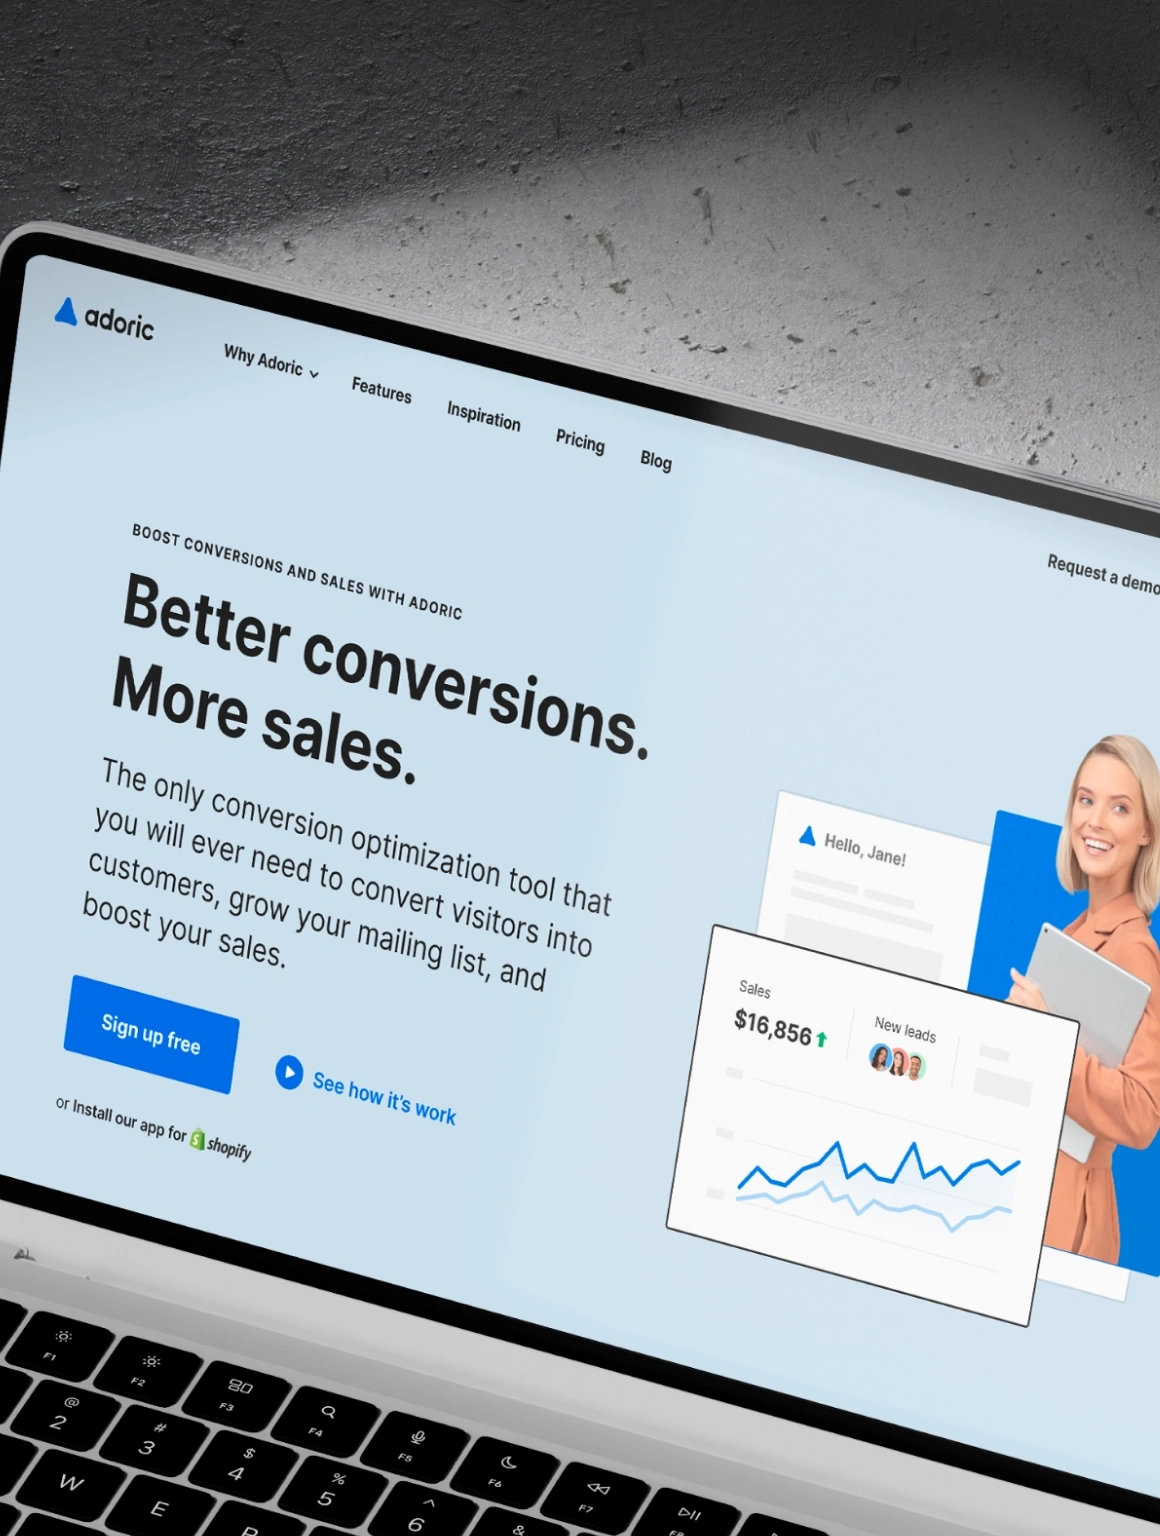 adoric
Why Adoric
Features
Inspiration
Pricing
Blog
Request a demo
BOOST CONVERSIONS AND SALES WITH ADORIC
Better conversions.
More sales.
The only conversion optimization tool that
you will ever need to convert visitors into
customers, grow your mailing list, and
boost your sales.
Sign up free
See how it's work
or Install our app for shopify
Hello, Jane!
Sales
$16,856
New leads
F1
F2
F3
F4
F5
F6
F7
@
2
#
3
$
4
%
5
^
6
&
W
E